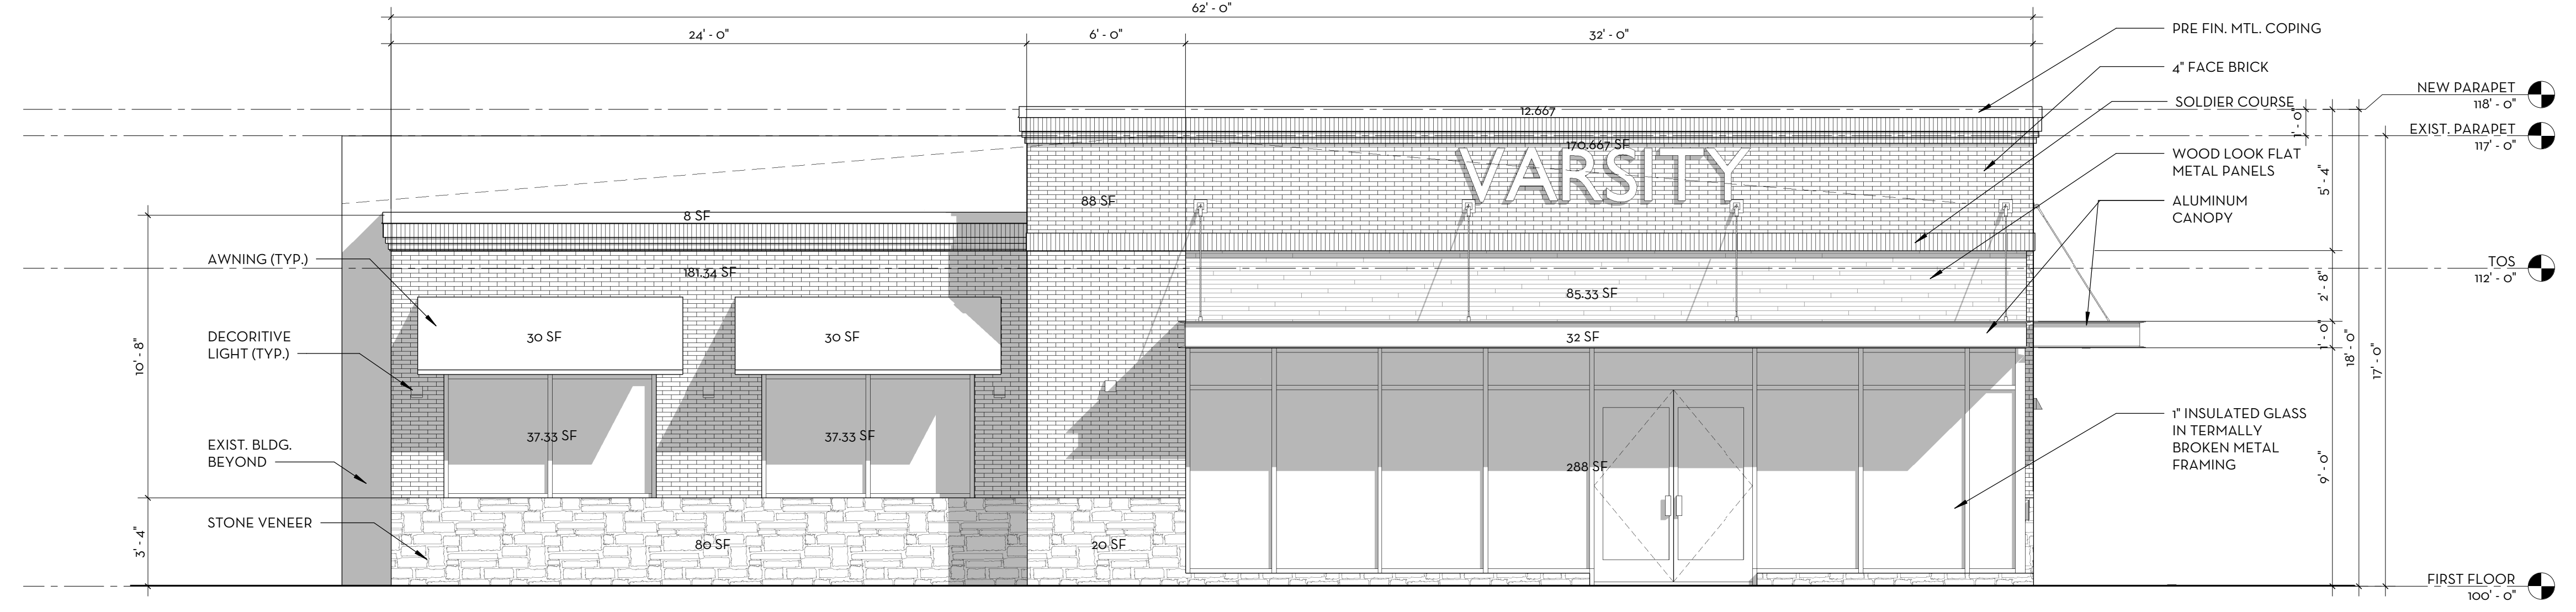 62' - 0"
24' - 0"
6' - 0"
32' - 0"
PRE FIN. MTL. COPING
4" FACE BRICK
SOLDIER COURSE
WOOD LOOK FLAT
METAL PANELS
ALUMINUM
CANOPY
1" INSULATED GLASS
IN TERMALLY
BROKEN METAL
FRAMING
NEW PARAPET
118' - 0"
EXIST. PARAPET
117' - 0"
TOS
112' - 0"
FIRST FLOOR
100' - 0"
1' - 0"
5' - 4"
2' - 8"
1' - 0"
9' - 0"
18' - 0"
17' - 0"
12.667
170.667 SF
VARSITY
88 SF
8 SF
181.34 SF
85.33 SF
30 SF
30 SF
32 SF
37.33 SF
37.33 SF
288 SF
80 SF
20 SF
AWNING (TYP.)
DECORITIVE
LIGHT (TYP.)
EXIST. BLDG.
BEYOND
STONE VENEER
10' - 8"
3' - 4"